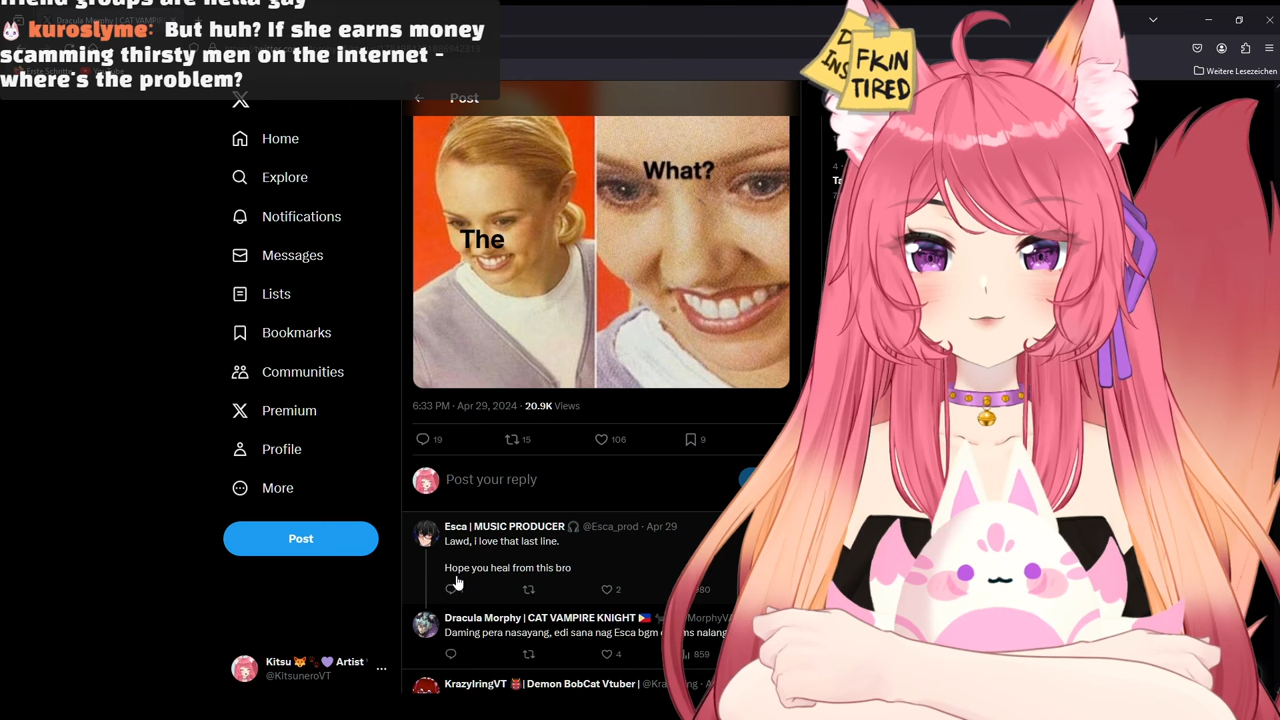 friend groups are hella gay
kuroslyme: But huh? If she earns money
scamming thirsty men on the internet -
where's the problem?
Weitere Lesezeichen
FKIN
TIRED
Post
Home
Explore
Notifications
Messages
Lists
Bookmarks
Communities
Premium
Profile
More
Post
Kitsu Artist
@KitsuneroVT
The
What?
6:33 PM · Apr 29, 2024 · 20.9K Views
19 15 106 9
Post your reply
Esca | MUSIC PRODUCER @Esca_prod · Apr 29
Lawd, i love that last line.
Hope you heal from this bro
2
Dracula Morphy | CAT VAMPIRE KNIGHT
Daming pera nasayang, edi sana nag Esca bgm
4 859
KrazyIringVT | Demon BobCat Vtuber |